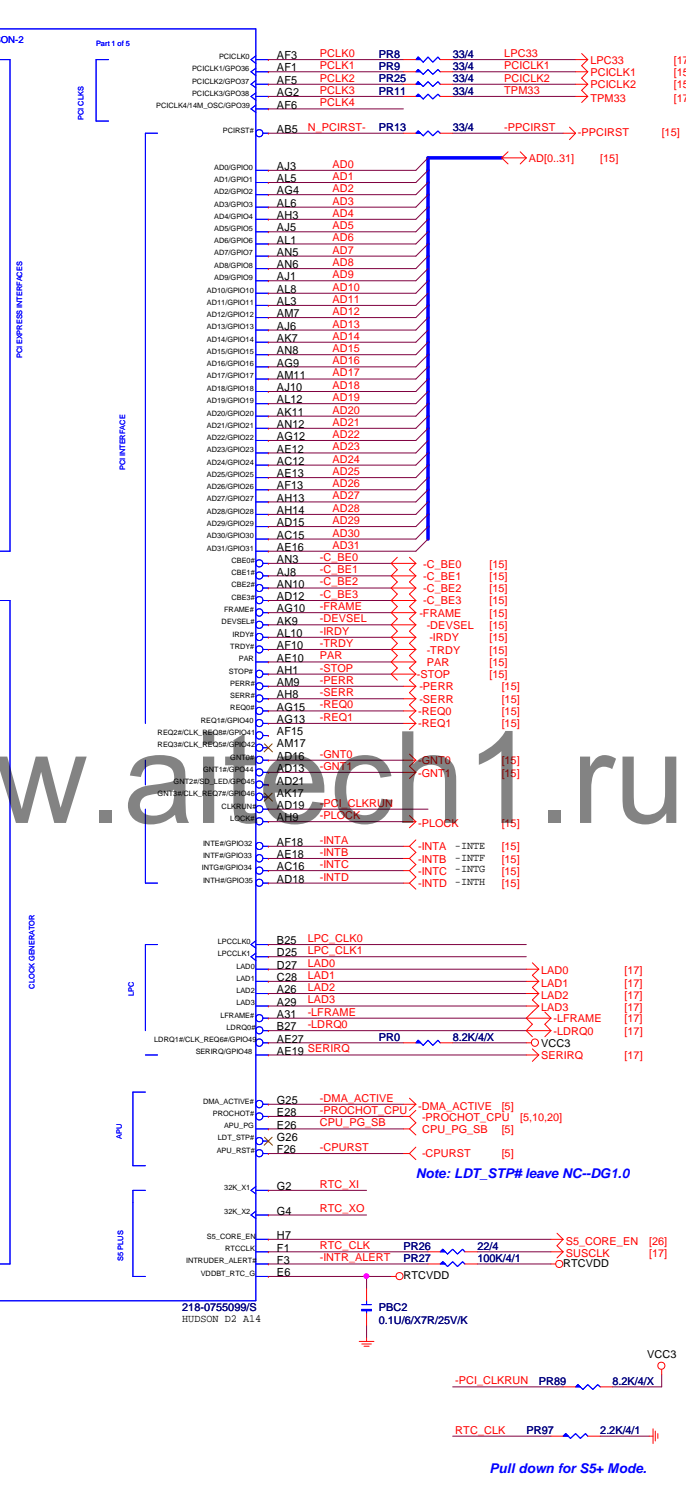 ON-2
Part 1 of 5
PCI CLKS
PCICLK0 AF3 PCLK0 PR8 33/4 LPC33 LPC33 [17
PCICLK1/GPO36 AF1 PCLK1 PR9 33/4 PCICLK1 PCICLK1 [15
PCICLK2/GPO37 AF5 PCLK2 PR25 33/4 PCICLK2 PCICLK2 [15
PCICLK3/GPO38 AG2 PCLK3 PR11 33/4 TPM33 TPM33 [17
PCICLK4/14M_OSC/GPO39 AF6 PCLK4
PCIRST# AB5 N_PCIRST- PR13 33/4 -PPCIRST -PPCIRST [15]
AD[0..31] [15]
AD0/GPIO0 AJ3 AD0
AD1/GPIO1 AL5 AD1
AD2/GPIO2 AG4 AD2
AD3/GPIO3 AL6 AD3
AD4/GPIO4 AH3 AD4
AD5/GPIO5 AJ5 AD5
AD6/GPIO6 AL1 AD6
AD7/GPIO7 AN5 AD7
AD8/GPIO8 AN6 AD8
AD9/GPIO9 AJ1 AD9
AD10/GPIO10 AL8 AD10
AD11/GPIO11 AL3 AD11
AD12/GPIO12 AM7 AD12
AD13/GPIO13 AJ6 AD13
AD14/GPIO14 AK7 AD14
AD15/GPIO15 AN8 AD15
AD16/GPIO16 AG9 AD16
AD17/GPIO17 AM11 AD17
AD18/GPIO18 AJ10 AD18
AD19/GPIO19 AL12 AD19
AD20/GPIO20 AK11 AD20
AD21/GPIO21 AN12 AD21
AD22/GPIO22 AG12 AD22
AD23/GPIO23 AE12 AD23
AD24/GPIO24 AC12 AD24
AD25/GPIO25 AE13 AD25
AD26/GPIO26 AF13 AD26
AD27/GPIO27 AH13 AD27
AD28/GPIO28 AH14 AD28
AD29/GPIO29 AD15 AD29
AD30/GPIO30 AC15 AD30
AD31/GPIO31 AE16 AD31
PCI EXPRESS INTERFACES
PCI INTERFACE
CBE0# AN3 -C_BE0 -C_BE0 [15]
CBE1# AJ8 -C_BE1 -C_BE1 [15]
CBE2# AN10 -C_BE2 -C_BE2 [15]
CBE3# AD12 -C_BE3 -C_BE3 [15]
FRAME# AG10 -FRAME -FRAME [15]
DEVSEL# AK9 -DEVSEL -DEVSEL [15]
IRDY# AL10 -IRDY -IRDY [15]
TRDY# AF10 -TRDY -TRDY [15]
PAR AE10 PAR PAR [15]
STOP# AH1 -STOP -STOP [15]
PERR# AM9 -PERR -PERR [15]
SERR# AH8 -SERR -SERR [15]
REQ0# AG15 -REQ0 -REQ0 [15]
REQ1#/GPIO40 AG13 -REQ1 -REQ1 [15]
REQ2#/CLK_REQ8#/GPIO41 AF15
REQ3#/CLK_REQ5#/GPIO42 AM17
GNT0# AD16 -GNT0 -GNT0 [15]
GNT1#/GPO44 AD13 -GNT1 -GNT1 [15]
GNT2#/SD_LED/GPO45 AD21
GNT3#/CLK_REQ7#/GPIO46 AK17
CLKRUN# AD19 -PCI_CLKRUN
LOCK# AH9 -PLOCK -PLOCK [15]
w.aitech1.ru
INTE#/GPIO32 AF18 -INTA -INTA -INTE [15]
INTF#/GPIO33 AE18 -INTB -INTB -INTF [15]
INTG#/GPIO34 AC16 -INTC -INTC -INTG [15]
INTH#/GPIO35 AD18 -INTD -INTD -INTH [15]
CLOCK GENERATOR
LPC
LPCCLK0 B25 LPC_CLK0
LPCCLK1 D25 LPC_CLK1
LAD0 D27 LAD0 LAD0 [17]
LAD1 C28 LAD1 LAD1 [17]
LAD2 A26 LAD2 LAD2 [17]
LAD3 A29 LAD3 LAD3 [17]
LFRAME# A31 -LFRAME -LFRAME [17]
LDRQ0# B27 -LDRQ0 -LDRQ0 [17]
LDRQ1#/CLK_REQ6#/GPIO49 AE27 PR0 8.2K/4/X VCC3
SERIRQ/GPIO48 AE19 SERIRQ SERIRQ [17]
APU
DMA_ACTIVE# G25 -DMA_ACTIVE -DMA_ACTIVE [5]
PROCHOT# E28 -PROCHOT_CPU -PROCHOT_CPU [5,10,20]
APU_PG E26 CPU_PG_SB CPU_PG_SB [5]
LDT_STP# G26
APU_RST# F26 -CPURST -CPURST [5]
Note: LDT_STP# leave NC--DG1.0
S5 PLUS
32K_X1 G2 RTC_XI
32K_X2 G4 RTC_XO
S5_CORE_EN H7 S5_CORE_EN [26]
RTCCLK F1 RTC_CLK PR26 22/4 SUSCLK [17]
INTRUDER_ALERT# F3 -INTR_ALERT PR27 100K/4/1 RTCVDD
VDDBT_RTC_G E6 RTCVDD
218-0755099/S
HUDSON D2 A14
PBC2
0.1U/6/X7R/25V/K
VCC3
-PCI_CLKRUN PR89 8.2K/4/X
RTC_CLK PR97 2.2K/4/1
Pull down for S5+ Mode.